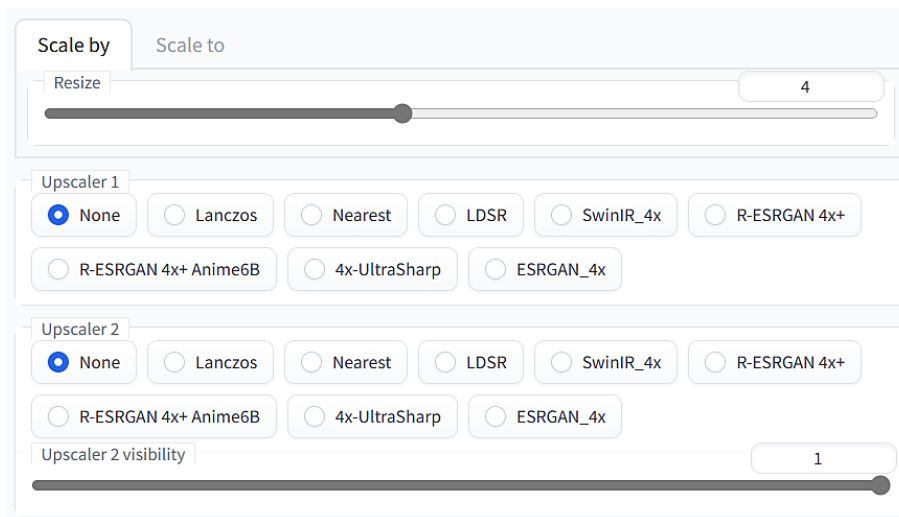 Scale by Scale to
Resize 4
Upscaler 1
None Lanczos Nearest LDSR SwinIR_4x R-ESRGAN 4x+
R-ESRGAN 4x+ Anime6B 4x-UltraSharp ESRGAN_4x
Upscaler 2
None Lanczos Nearest LDSR SwinIR_4x R-ESRGAN 4x+
R-ESRGAN 4x+ Anime6B 4x-UltraSharp ESRGAN_4x
Upscaler 2 visibility 1